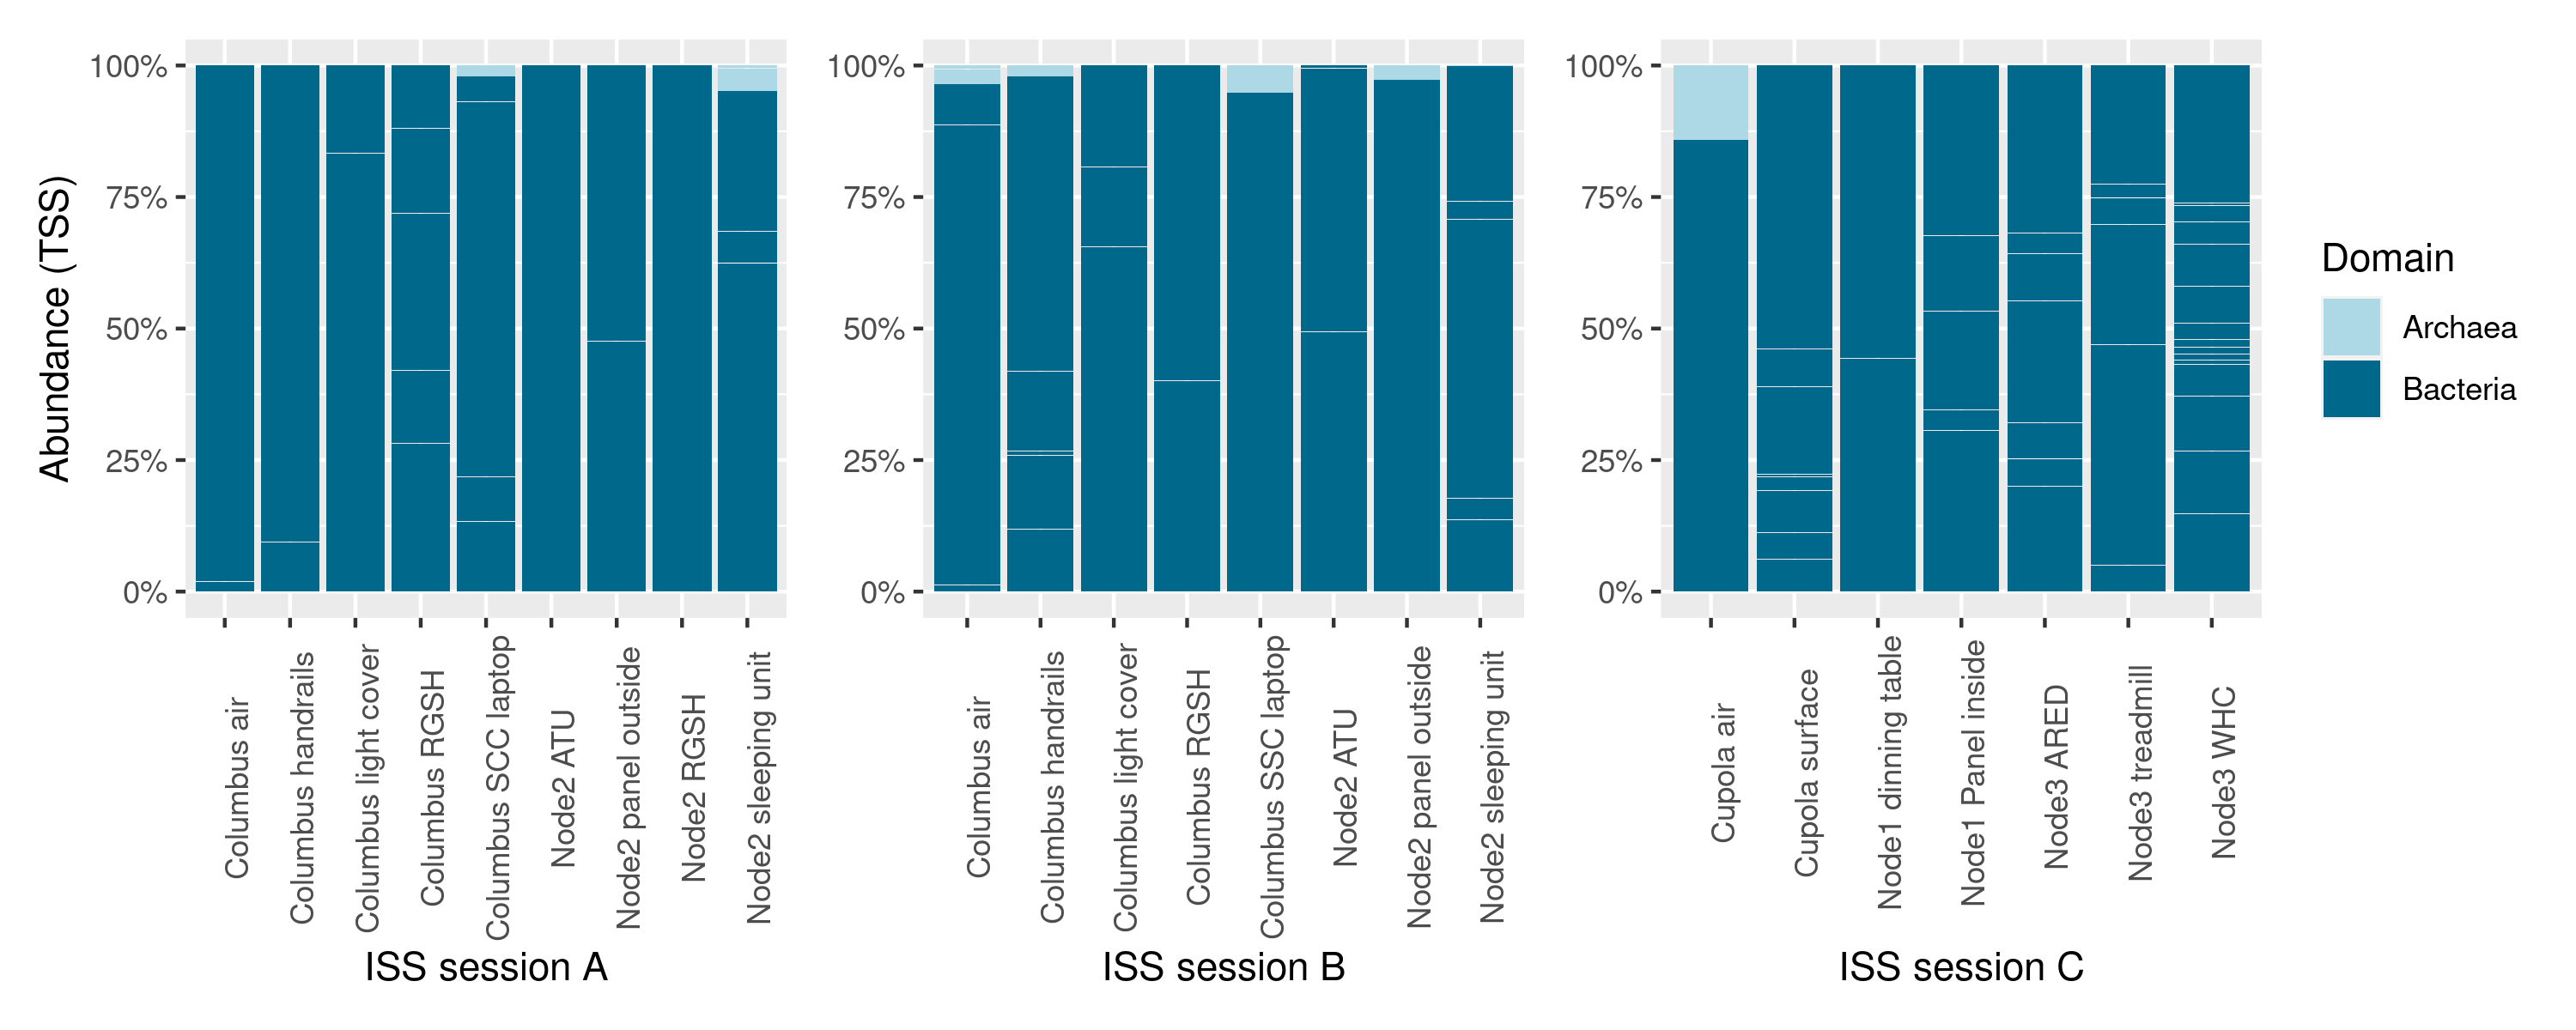 Abundance (TSS)
100%
75%
50%
25%
0%
Columbus air
Columbus handrails
Columbus light cover
Columbus RGSH
Columbus SCC laptop
Node2 ATU
Node2 panel outside
Node2 RGSH
Node2 sleeping unit
ISS session A
100%
75%
50%
25%
0%
Columbus air
Columbus handrails
Columbus light cover
Columbus RGSH
Columbus SSC laptop
Node2 ATU
Node2 panel outside
Node2 sleeping unit
ISS session B
100%
75%
50%
25%
0%
Cupola air
Cupola surface
Node1 dinning table
Node1 Panel inside
Node3 ARED
Node3 treadmill
Node3 WHC
ISS session C
Domain
Archaea
Bacteria